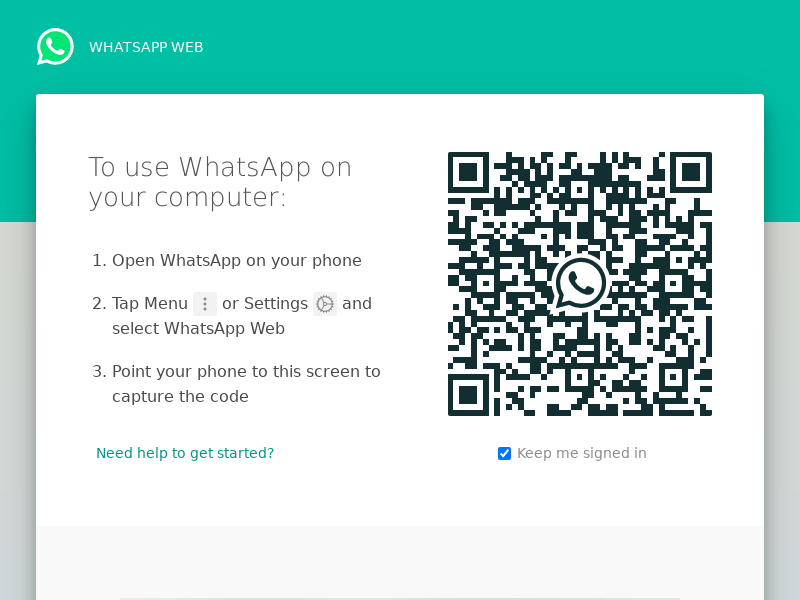 WHATSAPP WEB
To use WhatsApp on
your computer:
1. Open WhatsApp on your phone
2. Tap Menu or Settings and
select WhatsApp Web
3. Point your phone to this screen to
capture the code
Need help to get started?
Keep me signed in